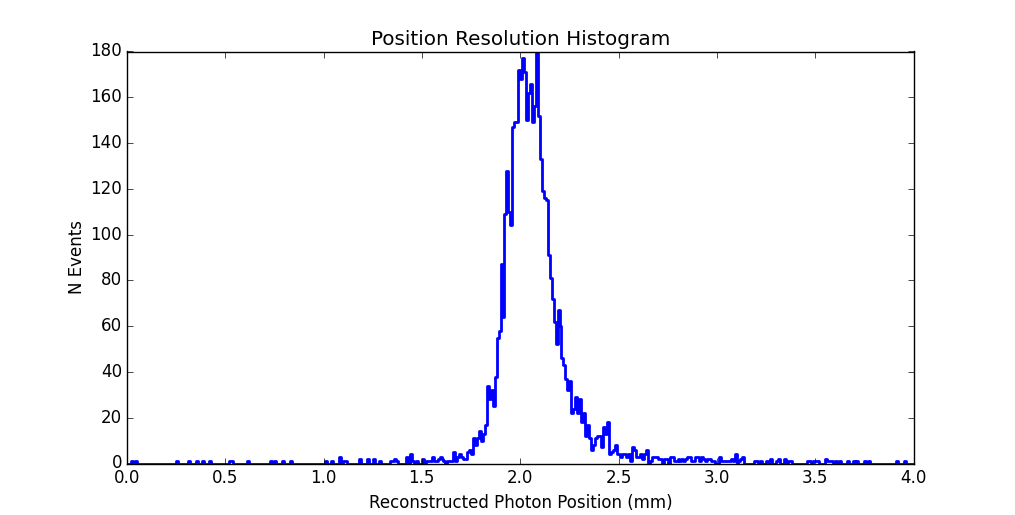 Position Resolution Histogram
180
160
140
120
100
80
60
40
20
0
N Events
0.0 0.5 1.0 1.5 2.0 2.5 3.0 3.5 4.0
Reconstructed Photon Position (mm)